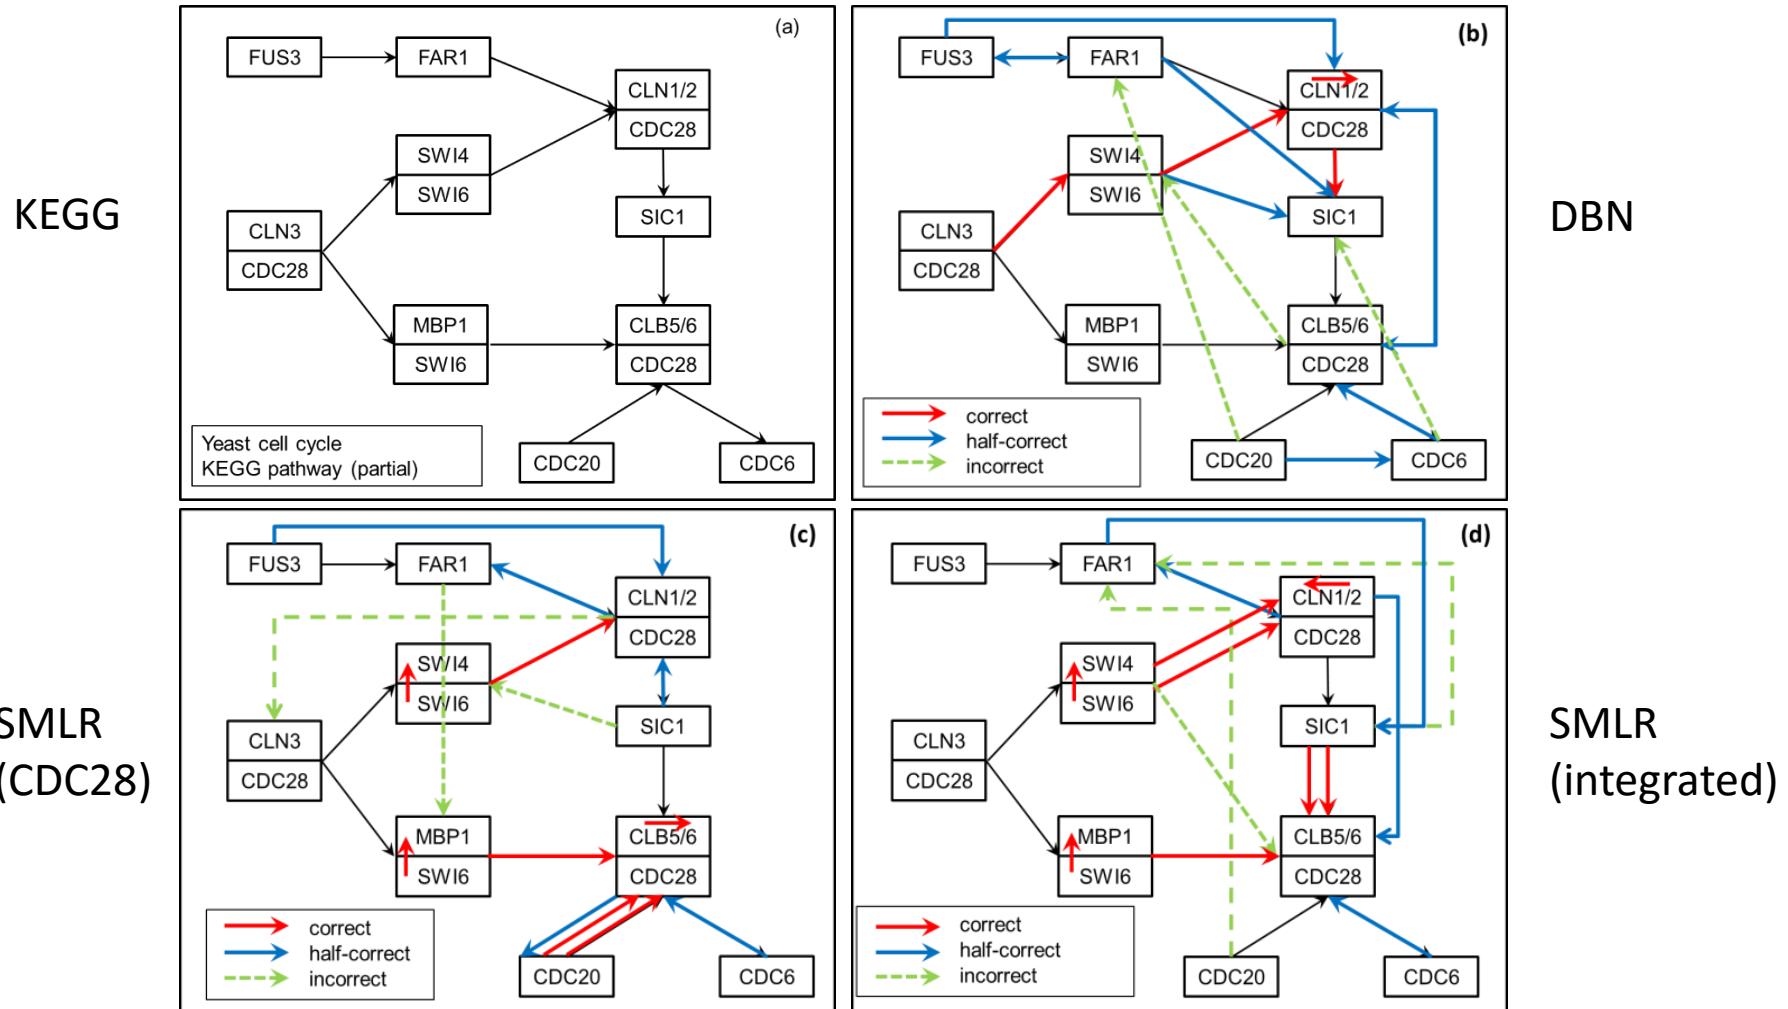 KEGG
(a)
FUS3
FAR1
CLN1/2
CDC28
SWI4
SWI6
SIC1
CLN3
CDC28
MBP1
SWI6
CLB5/6
CDC28
Yeast cell cycle
KEGG pathway (partial)
CDC20
CDC6
(b)
DBN
FUS3
FAR1
CLN1/2
CDC28
SWI4
SWI6
SIC1
CLN3
CDC28
MBP1
SWI6
CLB5/6
CDC28
correct
half-correct
incorrect
CDC20
CDC6
SMLR
(CDC28)
(c)
FUS3
FAR1
CLN1/2
CDC28
SWI4
SWI6
SIC1
CLN3
CDC28
MBP1
SWI6
CLB5/6
CDC28
correct
half-correct
incorrect
CDC20
CDC6
(d)
SMLR
(integrated)
FUS3
FAR1
CLN1/2
CDC28
SWI4
SWI6
SIC1
CLN3
CDC28
MBP1
SWI6
CLB5/6
CDC28
correct
half-correct
incorrect
CDC20
CDC6